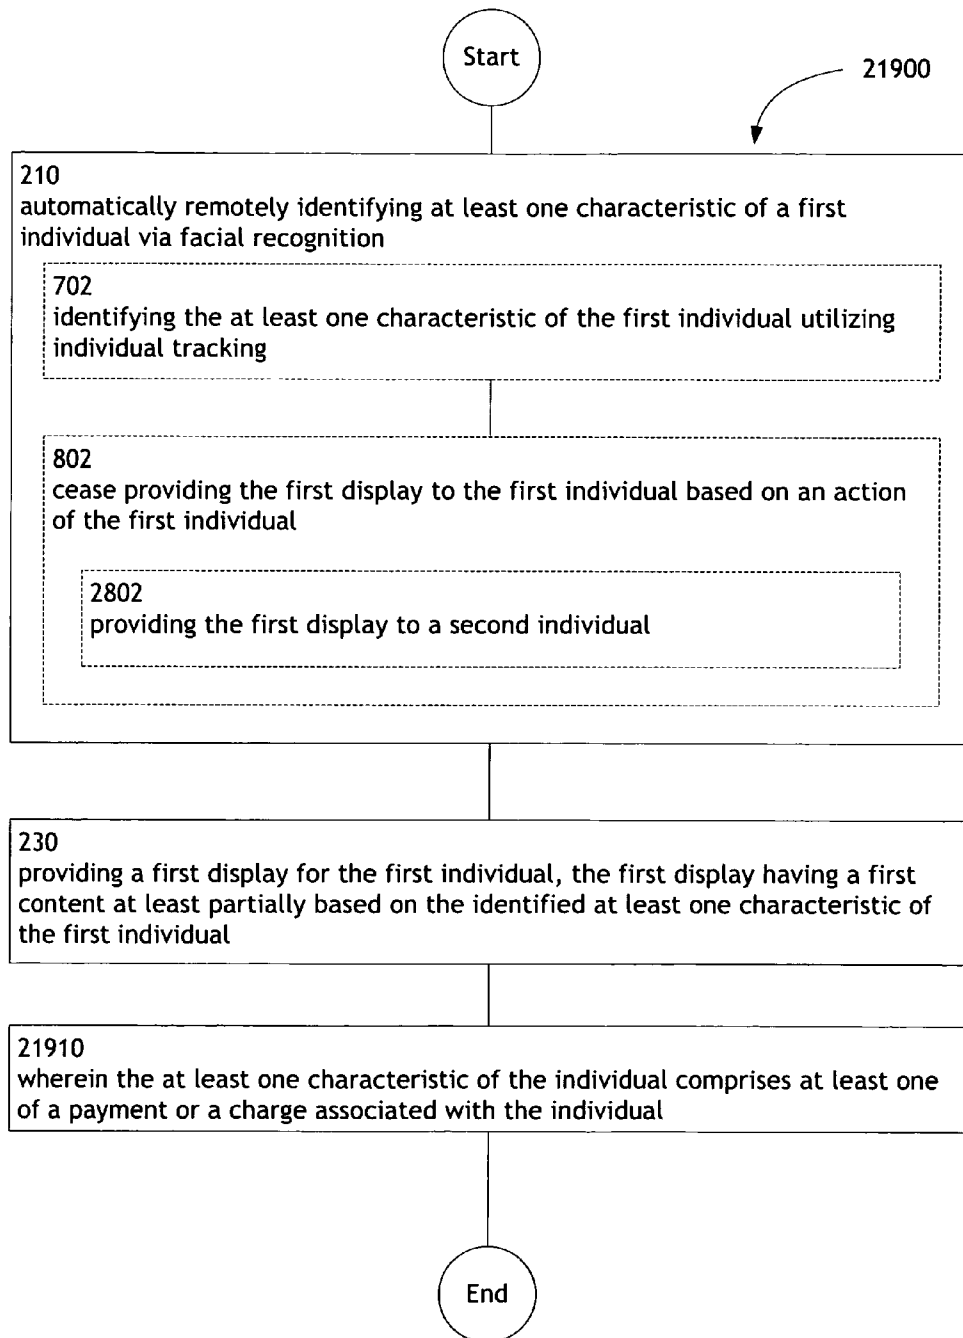 Start
21900
210
automatically remotely identifying at least one characteristic of a first
individual via facial recognition
702
identifying the at least one characteristic of the first individual utilizing
individual tracking
802
cease providing the first display to the first individual based on an action
of the first individual
2802
providing the first display to a second individual
230
providing a first display for the first individual, the first display having a first
content at least partially based on the identified at least one characteristic of
the first individual
21910
wherein the at least one characteristic of the individual comprises at least one
of a payment or a charge associated with the individual
End